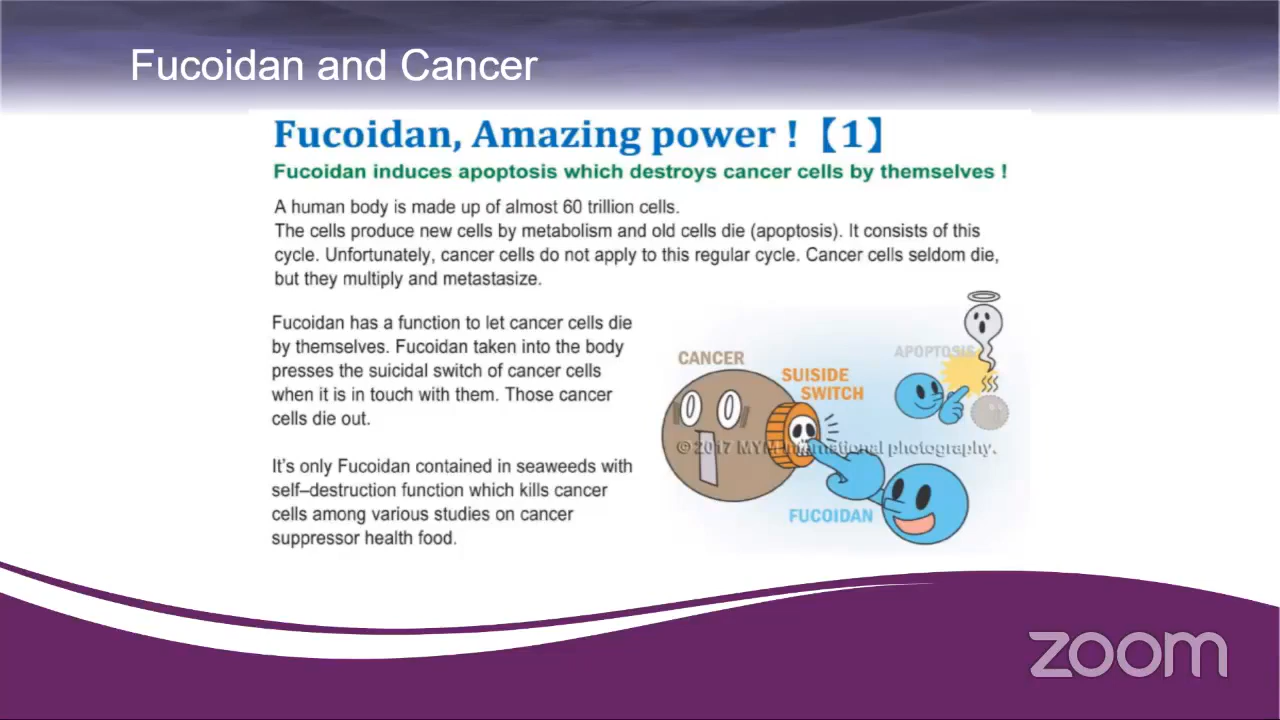 Fucoidan and Cancer
Fucoidan, Amazing power !【1】
Fucoidan induces apoptosis which destroys cancer cells by themselves !
A human body is made up of almost 60 trillion cells.
The cells produce new cells by metabolism and old cells die (apoptosis). It consists of this
cycle. Unfortunately, cancer cells do not apply to this regular cycle. Cancer cells seldom die,
but they multiply and metastasize.
Fucoidan has a function to let cancer cells die
by themselves. Fucoidan taken into the body
presses the suicidal switch of cancer cells
when it is in touch with them. Those cancer
cells die out.
It's only Fucoidan contained in seaweeds with
self–destruction function which kills cancer
cells among various studies on cancer
suppressor health food.
CANCER
SUISIDE
SWITCH
APOPTOSIS
© 2017 MYM International photography.
FUCOIDAN
zoom